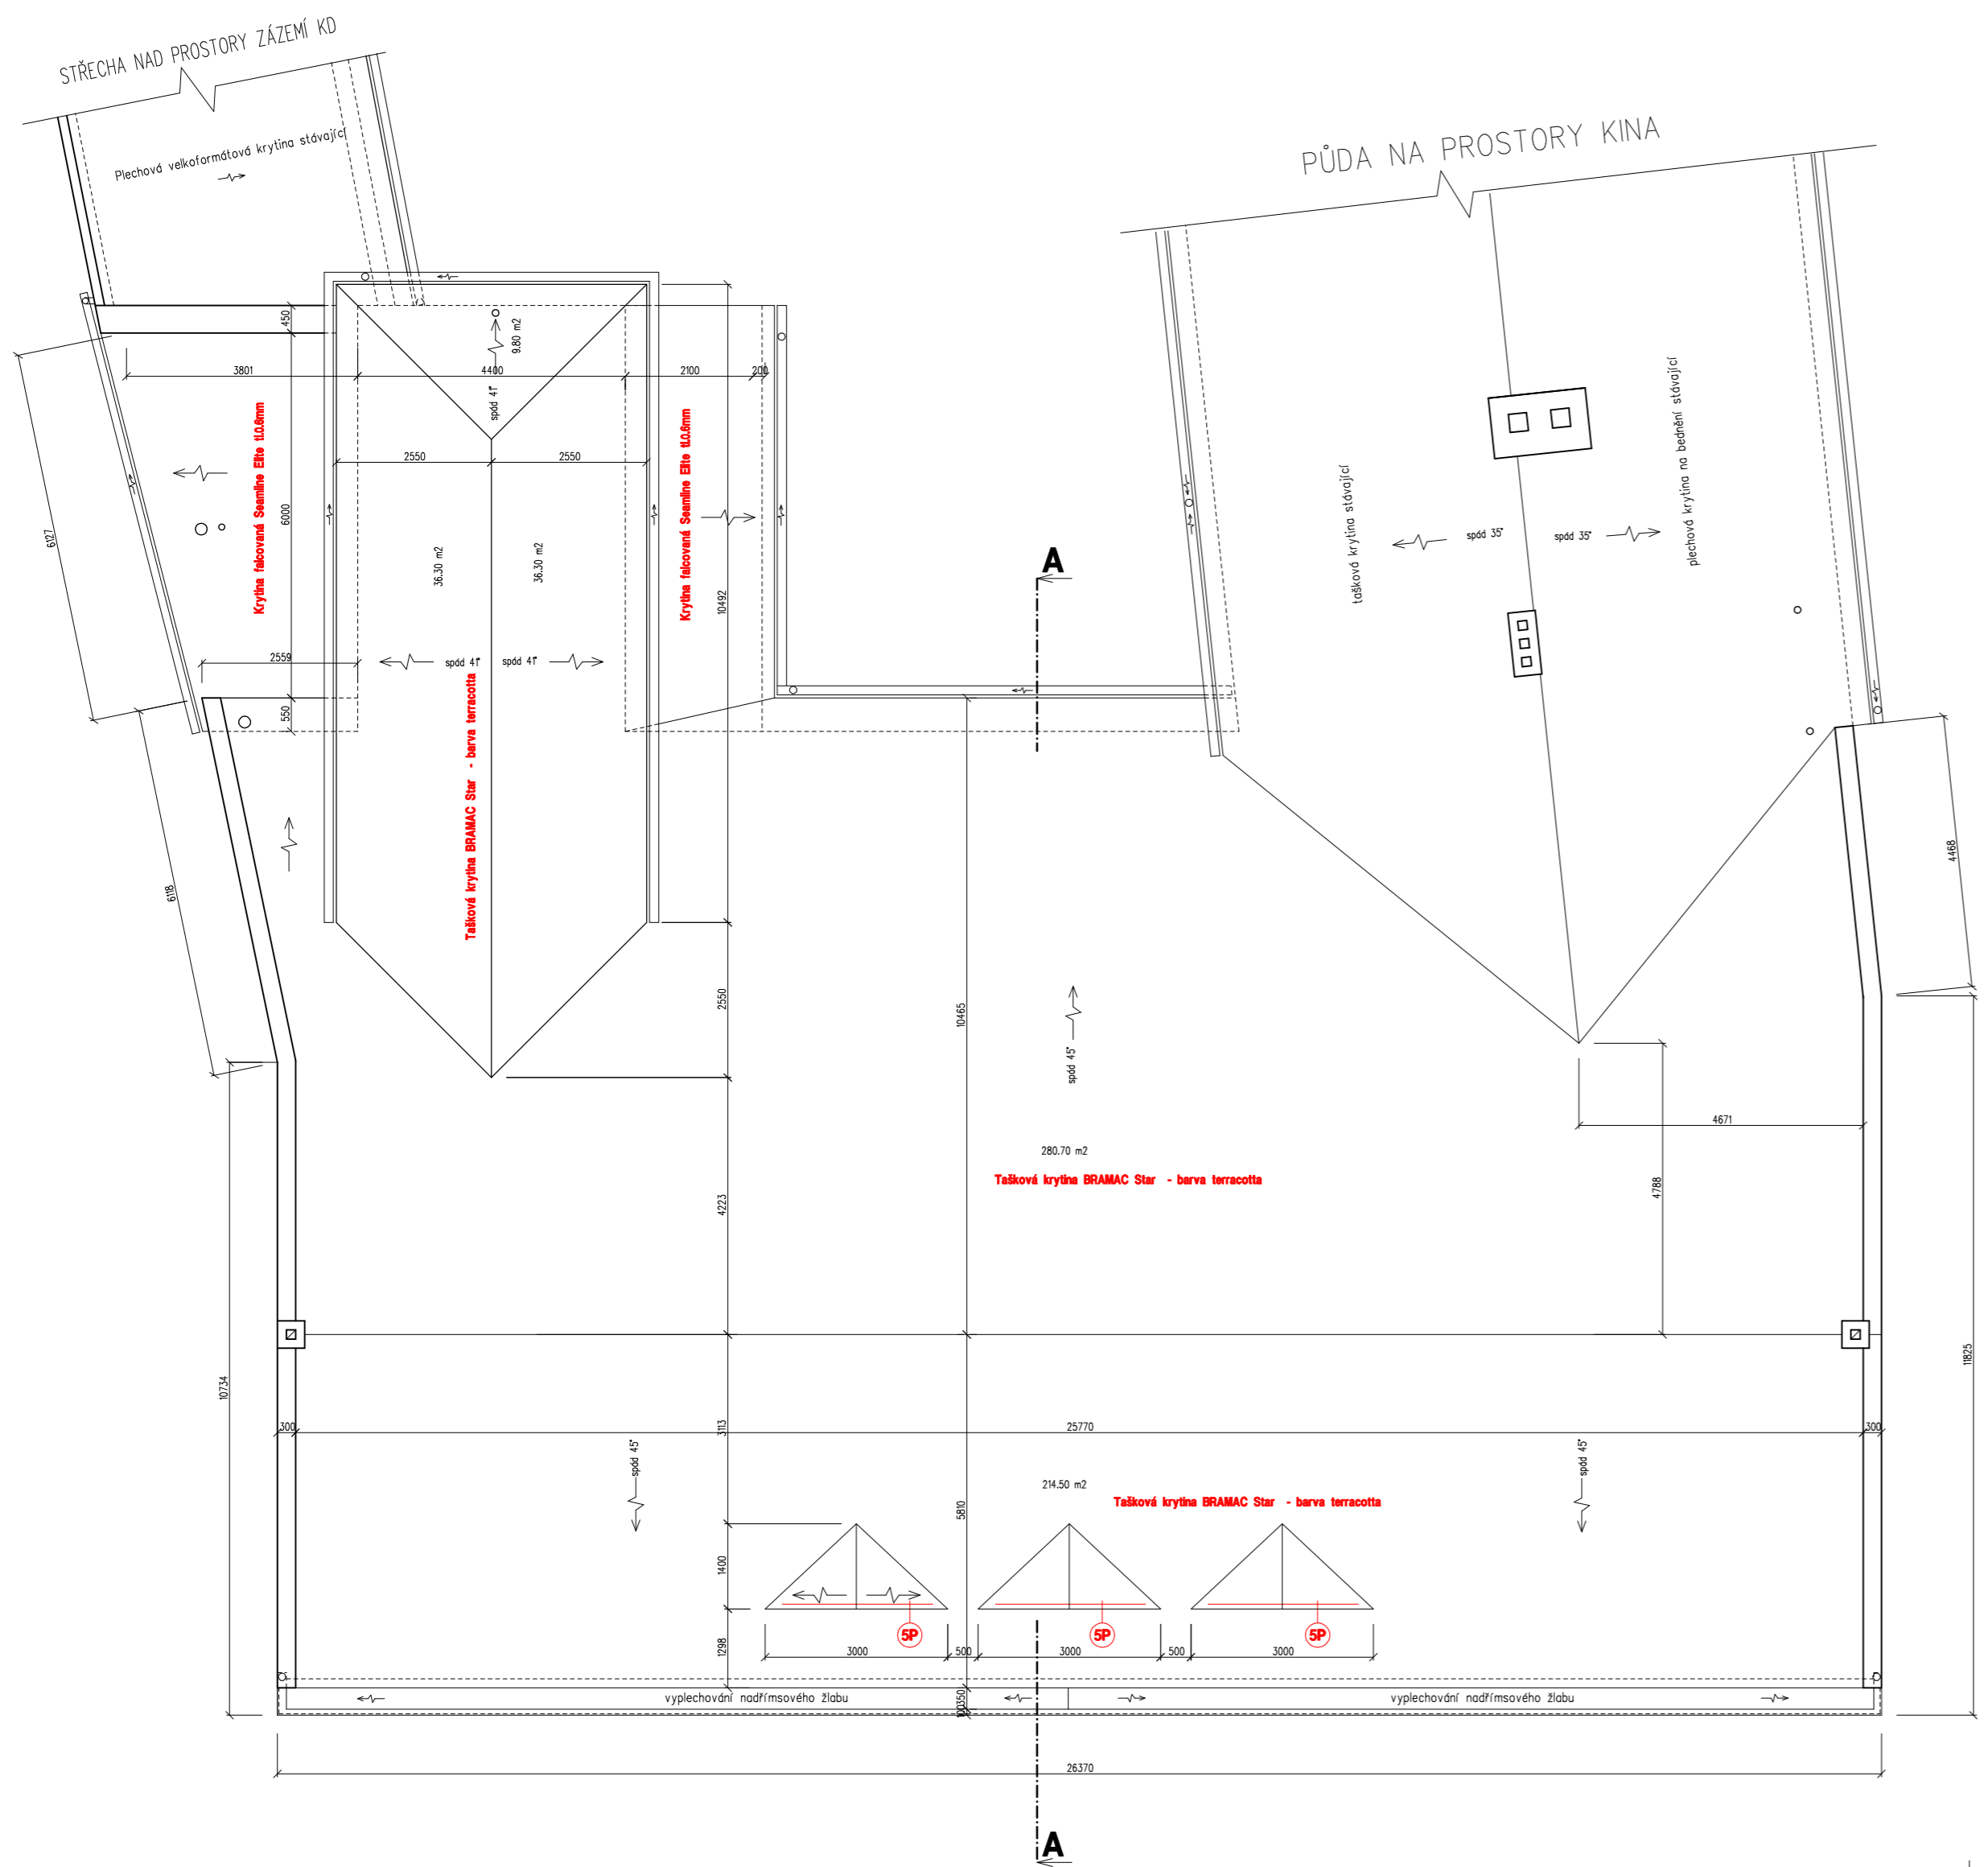 STŘECHA NAD PROSTORY ZÁZEMÍ KD
Plechová velkoformátová krytina stávající
PŮDA NA PROSTORY KINA
450
9.80 m2
3801
4400
2100
200
spád 41°
Krytina falcovaná Seamline Elite tl.0.6mm
Krytina falcovaná Seamline Elite tl.0.6mm
2550
2550
6000
6127
36.30 m2
36.30 m2
10492
A
tašková krytina stávající
spád 35°
spád 35°
plechová krytina na bednění stávající
2559
spád 41°
spád 41°
550
Tašková krytina BRAMAC Star - barva terracotta
6118
4468
2550
10465
spád 45°
4671
280.70 m2
Tašková krytina BRAMAC Star - barva terracotta
4223
4788
10734
11825
300
3113
25770
300
spád 45°
214.50 m2
spád 45°
Tašková krytina BRAMAC Star - barva terracotta
5810
1400
5P
5P
5P
1298
3000
500
3000
500
3000
vyplechování nadřímsového žlabu
350
100
vyplechování nadřímsového žlabu
26370
A